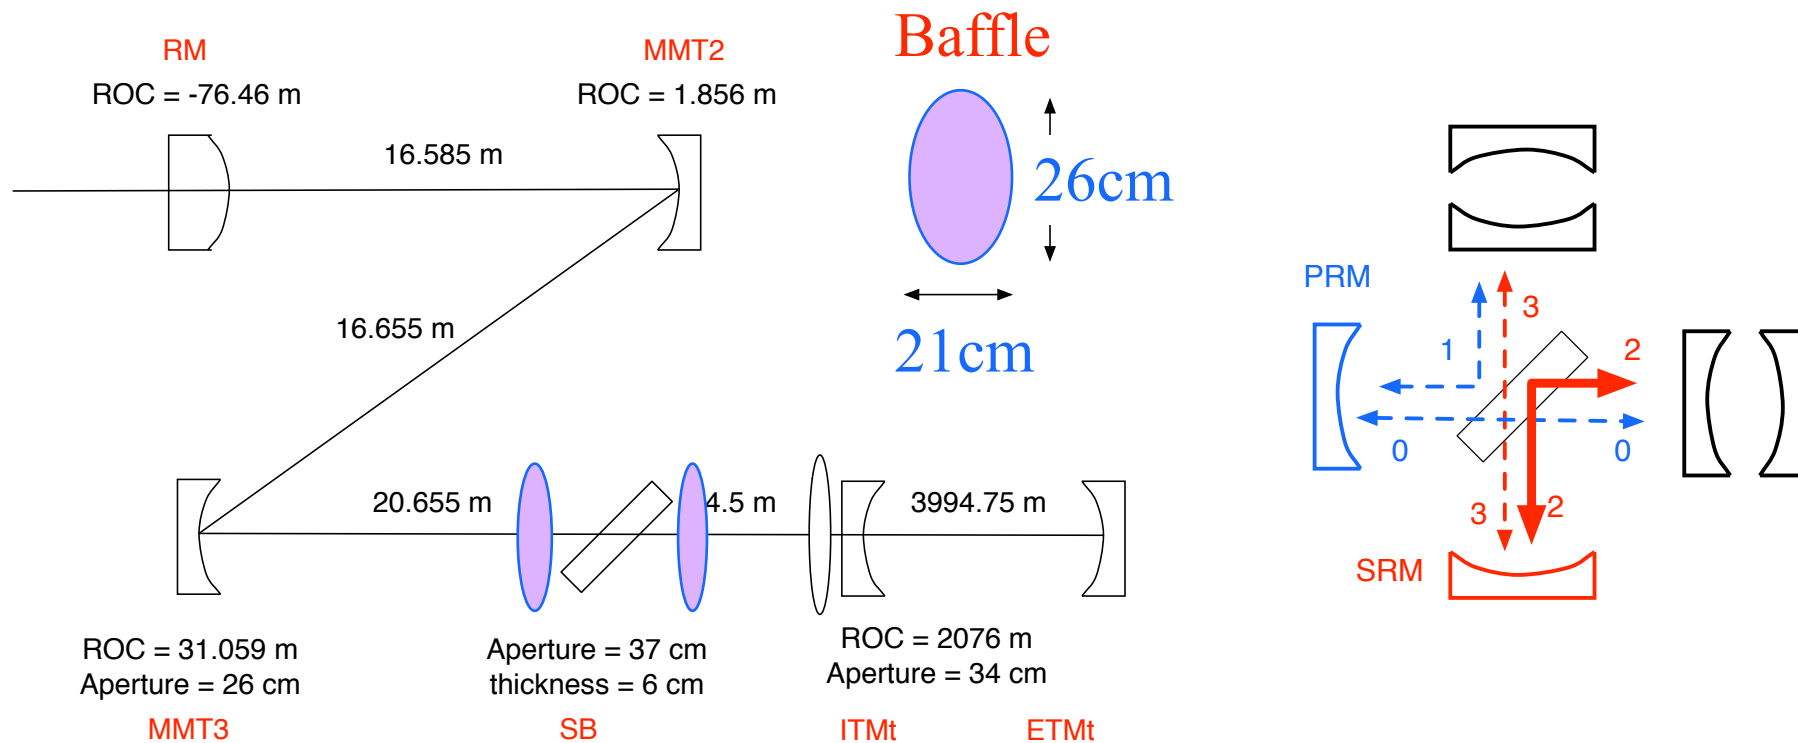 RM
ROC = -76.46 m
MMT2
ROC = 1.856 m
16.585 m
16.655 m
Baffle
26cm
21cm
20.655 m
4.5 m
3994.75 m
ROC = 31.059 m
Aperture = 26 cm
MMT3
Aperture = 37 cm
thickness = 6 cm
SB
ROC = 2076 m
Aperture = 34 cm
ITMt
ETMt
PRM
3
1
2
0
0
3
2
SRM